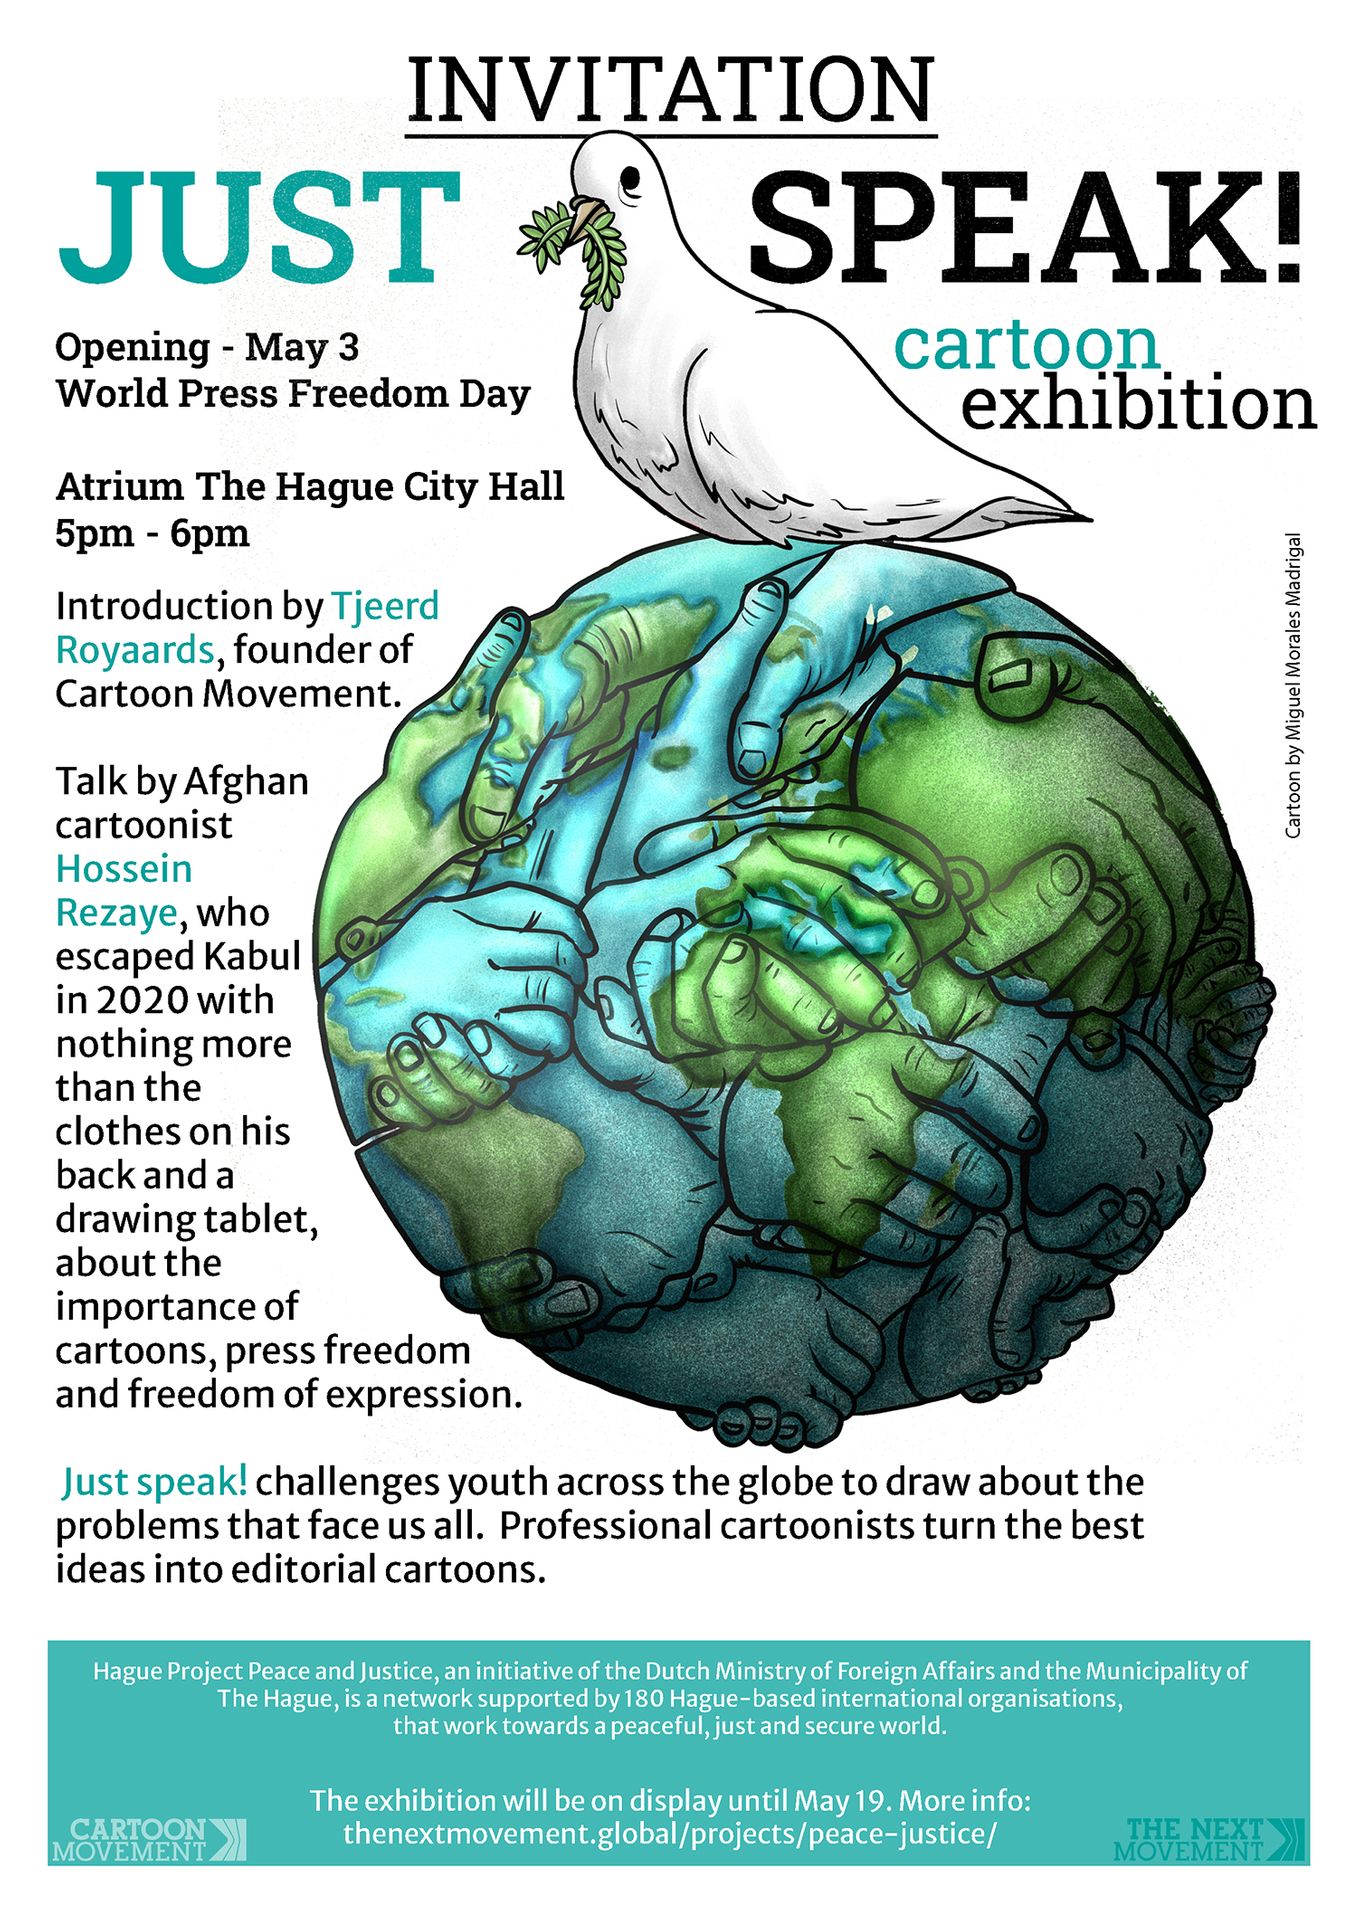 INVITATION
JUST SPEAK!
cartoon
exhibition
Opening - May 3
World Press Freedom Day
Atrium The Hague City Hall
5pm - 6pm
Introduction by Tjeerd
Royaards, founder of
Cartoon Movement.
Talk by Afghan
cartoonist
Hossein
Rezaye, who
escaped Kabul
in 2020 with
nothing more
than the
clothes on his
back and a
drawing tablet,
about the
importance of
cartoons, press freedom
and freedom of expression.
Cartoon by Miguel Morales Madrigal
Just speak! challenges youth across the globe to draw about the
problems that face us all. Professional cartoonists turn the best
ideas into editorial cartoons.
Hague Project Peace and Justice, an initiative of the Dutch Ministry of Foreign Affairs and the Municipality of
The Hague, is a network supported by 180 Hague-based international organisations,
that work towards a peaceful, just and secure world.
The exhibition will be on display until May 19. More info:
thenextmovement.global/projects/peace-justice/
CARTOON
MOVEMENT
THE NEXT
MOVEMENT